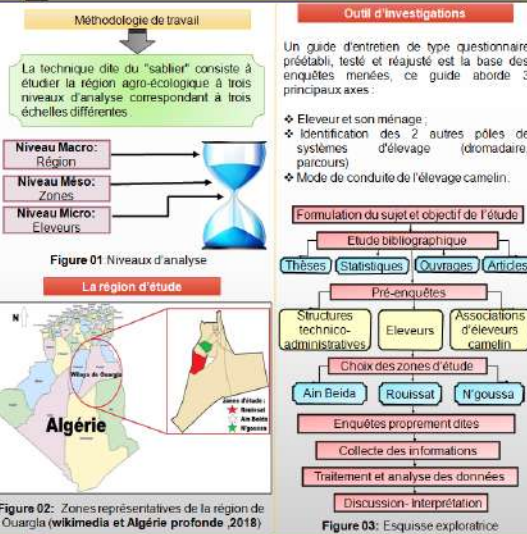 Méthodologie de travail
La technique dite du "sablier" consiste à
étudier la région agro-écologique à trois
niveaux d'analyse correspondant à trois
échelles différentes
Niveau Macro:
Région
Niveau Méso:
Zones
Niveau Micro:
Eleveurs
Figure 01 Niveaux d'analyse
La région d'étude
N
Wilaya de Ouargla
Algérie
Zones d'étude :
Rouissat
Ain Beida
N'goussa
Figure 02: Zones représentatives de la région de
Ouargla (wikimedia et Algérie profonde ,2018)
Outil d'investigations
Un guide d'entretien de type questionnaire
préétabli, testé et réajusté est la base des
enquêtes menées, ce guide aborde 3
principaux axes :
❖ Eleveur et son ménage ;
❖ Identification des 2 autres pôles de
systèmes d'élevage (dromadaire,
parcours)
❖ Mode de conduite de l'élevage camelin.
Formulation du sujet et objectif de l'étude
Etude bibliographique
Thèses Statistiques Ouvrages Articles
Pré-enquêtes
Structures
technico-
administratives
Eleveurs
Associations
d'éleveurs
camelin
Choix des zones d'étude
Ain Beida Rouissat N'goussa
Enquêtes proprement dites
Collecte des informations
Traitement et analyse des données
Discussion- Interprétation
Figure 03: Esquisse exploratrice